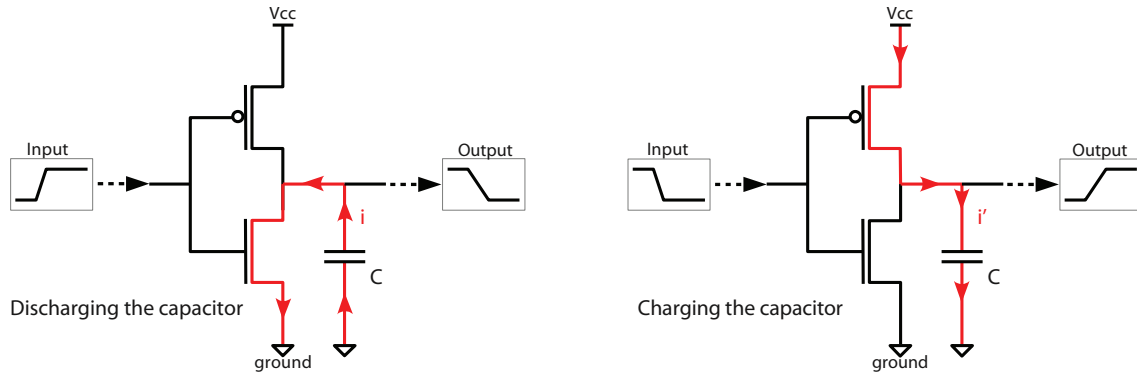 Vcc
Input
Output
i
C
Discharging the capacitor
ground
Vcc
Input
Output
i’
C
Charging the capacitor
ground